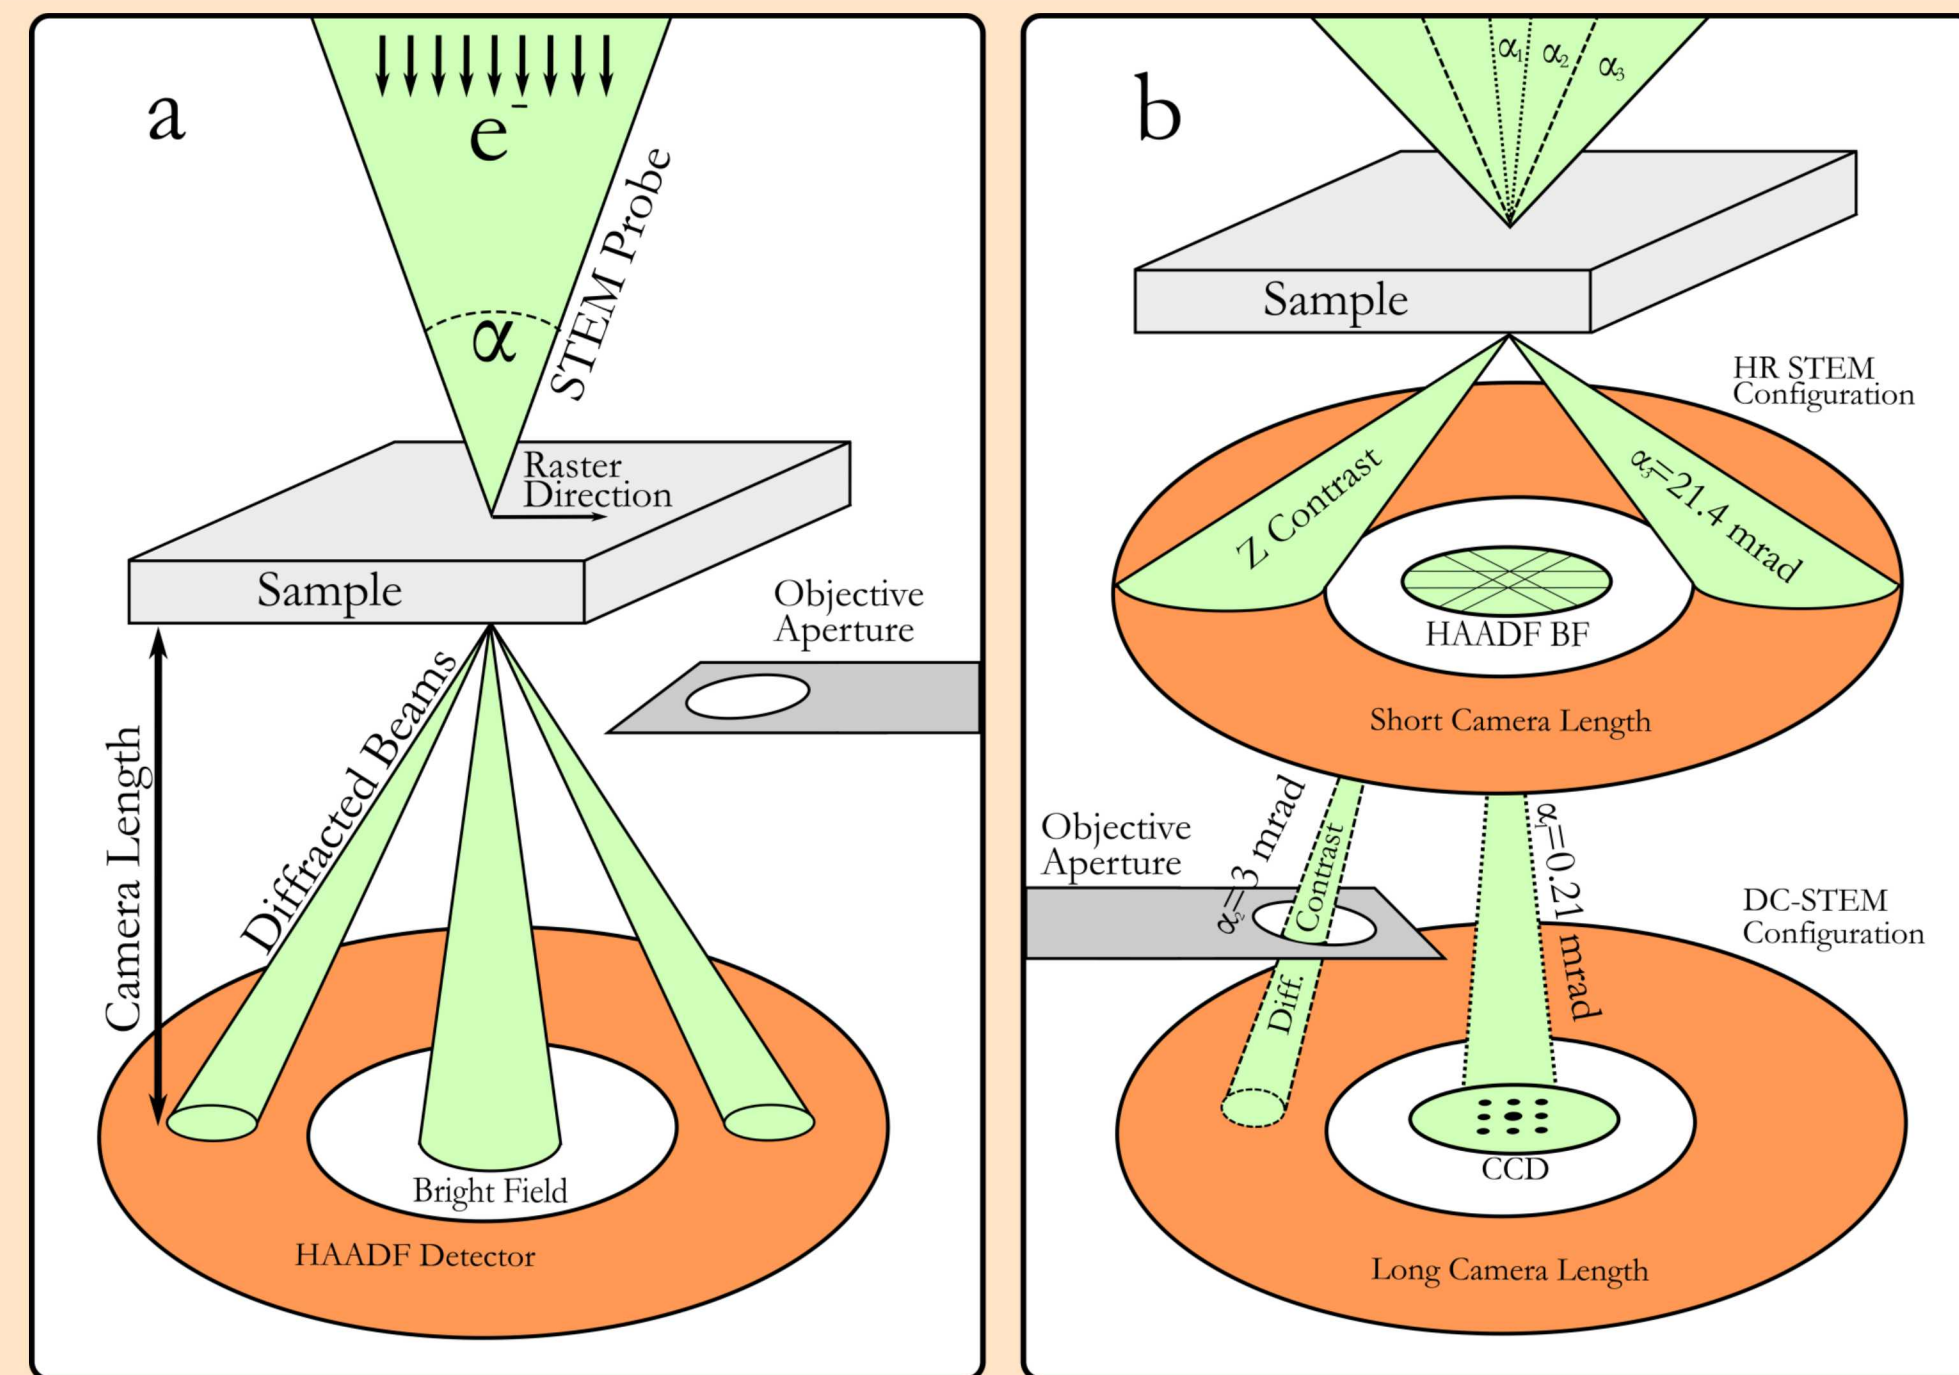 a
e⁻
STEM Probe
α
Raster
Direction
Sample
Objective
Aperture
Camera Length
Diffracted Beams
Bright Field
HAADF Detector
b
α₁ α₂ α₃
Sample
HR STEM
Configuration
Z Contrast
α₃=21.4 mrad
HAADF BF
Short Camera Length
Objective
Aperture
α₂=3 mrad
Diff. Contrast
α₁=0.21 mrad
DC-STEM
Configuration
CCD
Long Camera Length